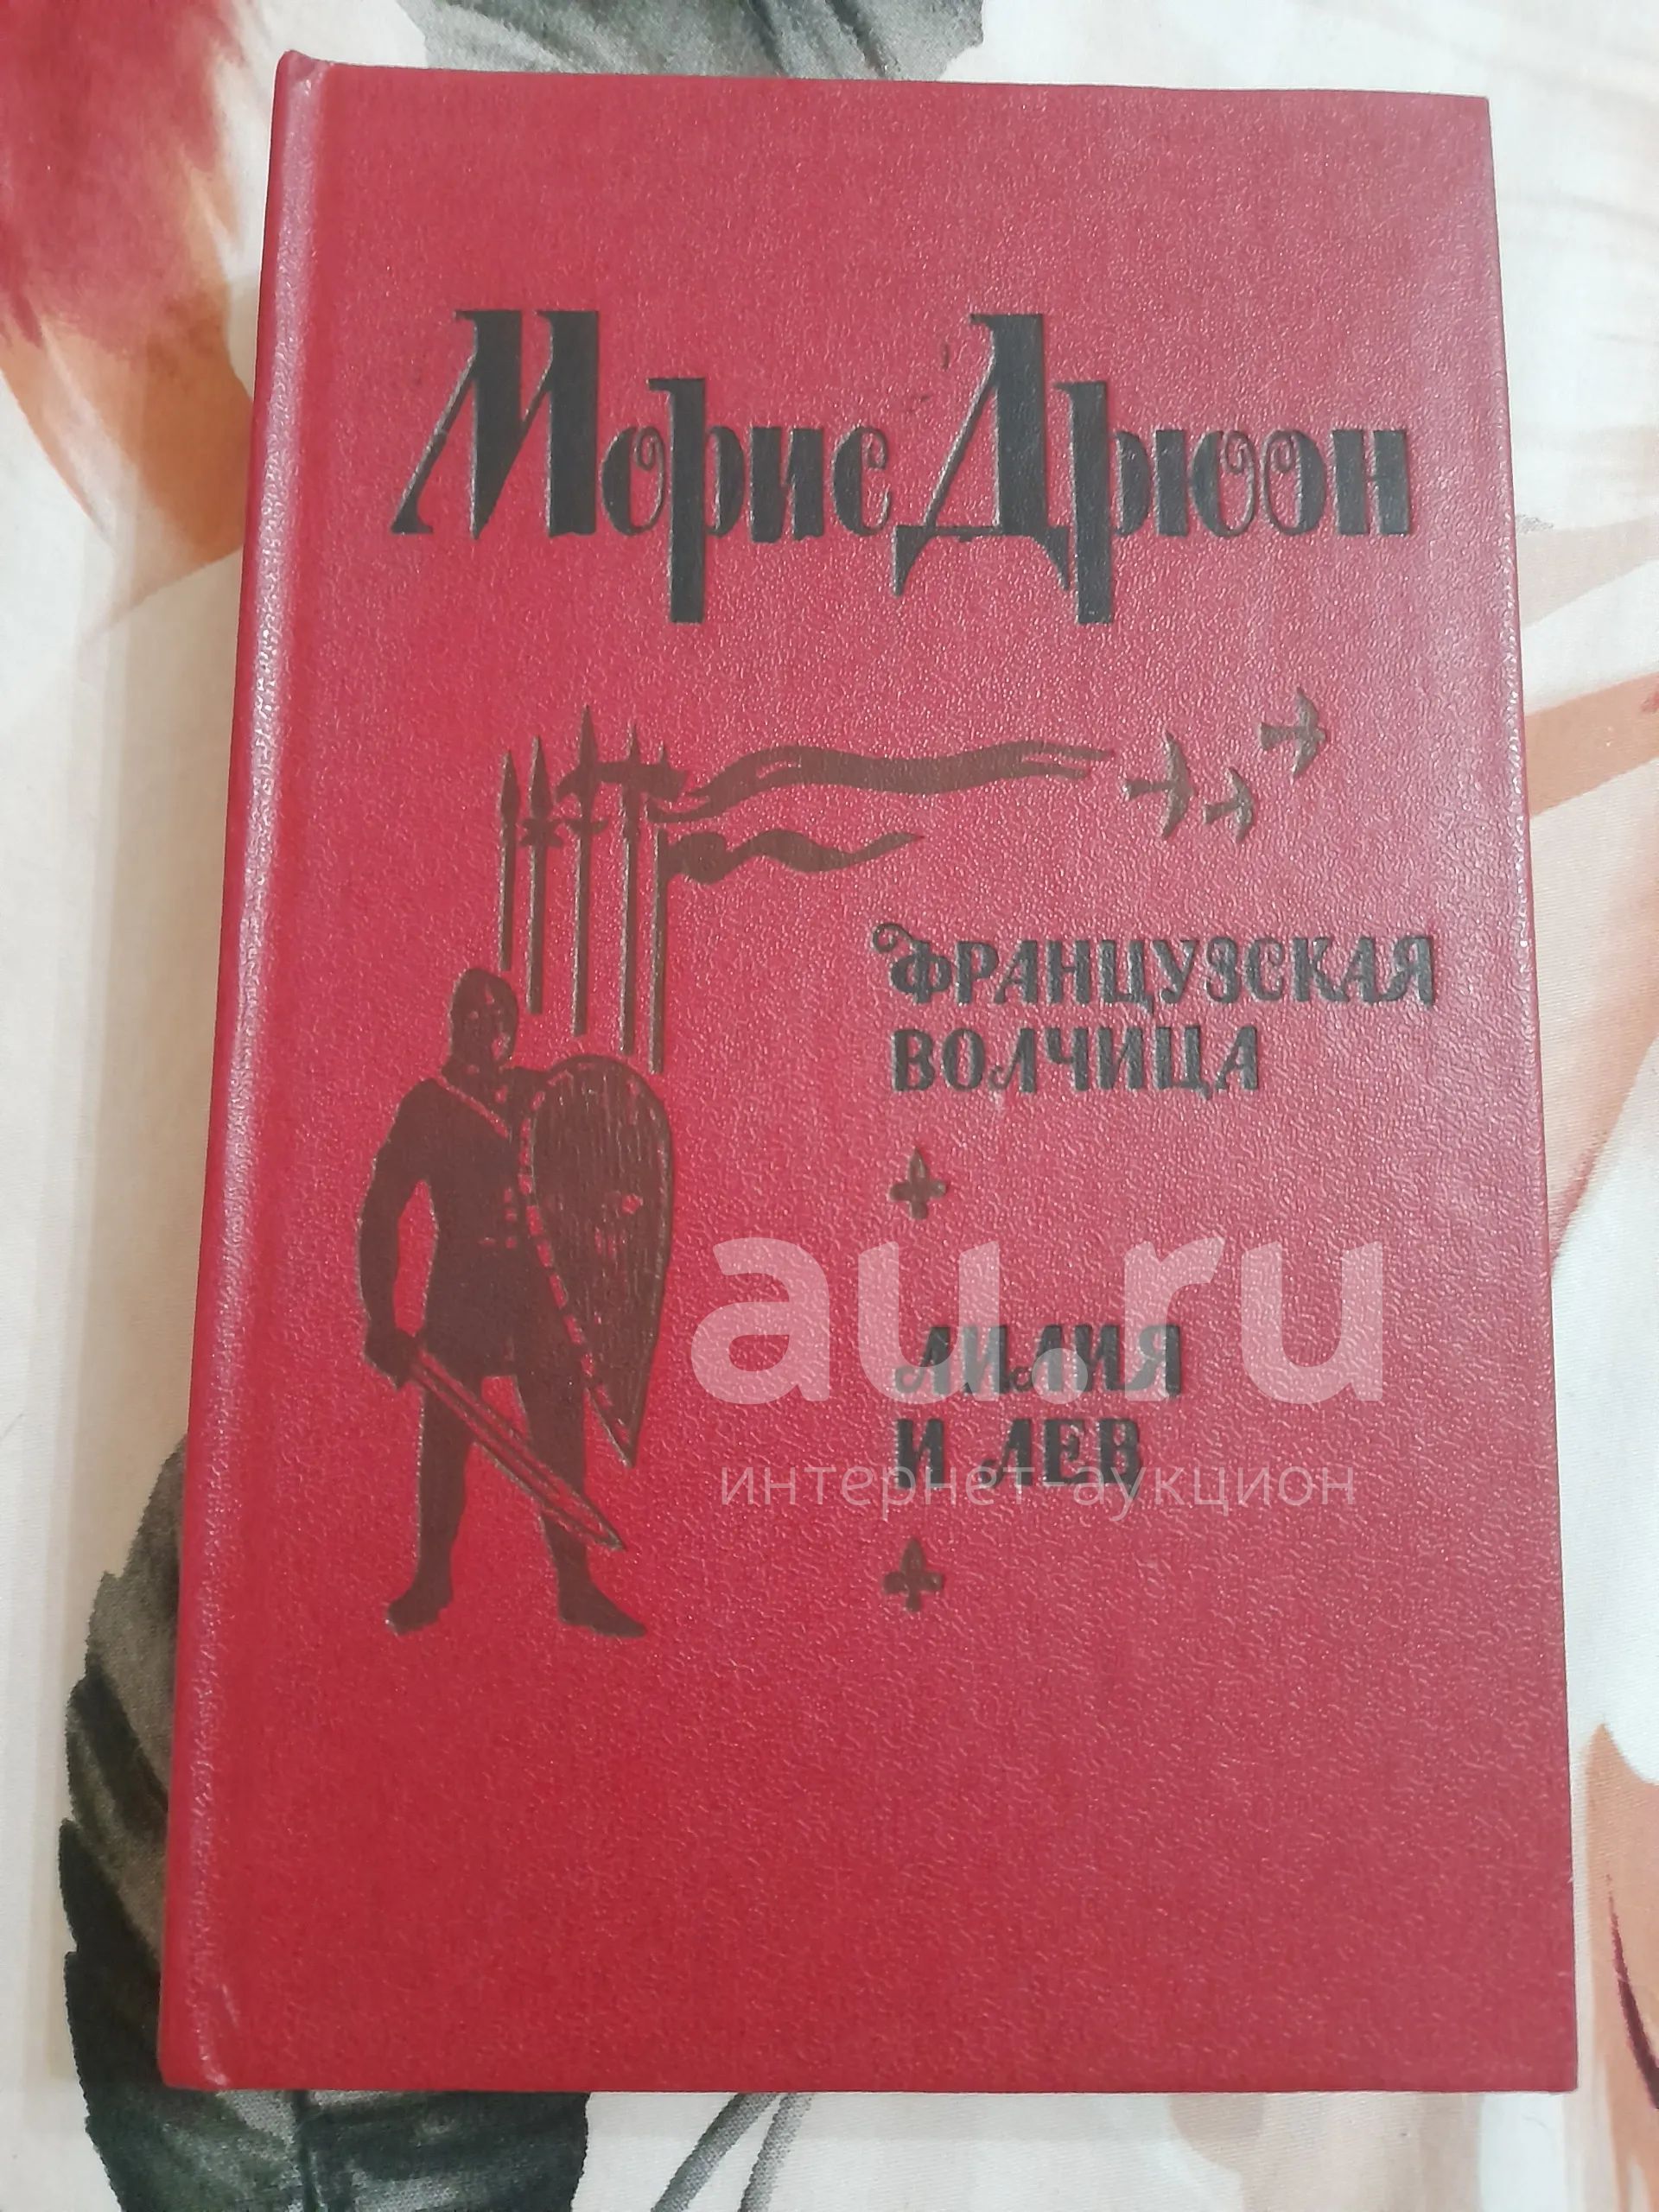 Морис Дрюон
ФРАНЦУЗСКАЯ
ВОЛЧИЦА
au.ru
ЛИЛИЯ
И ЛЕВ
интернет-аукцион